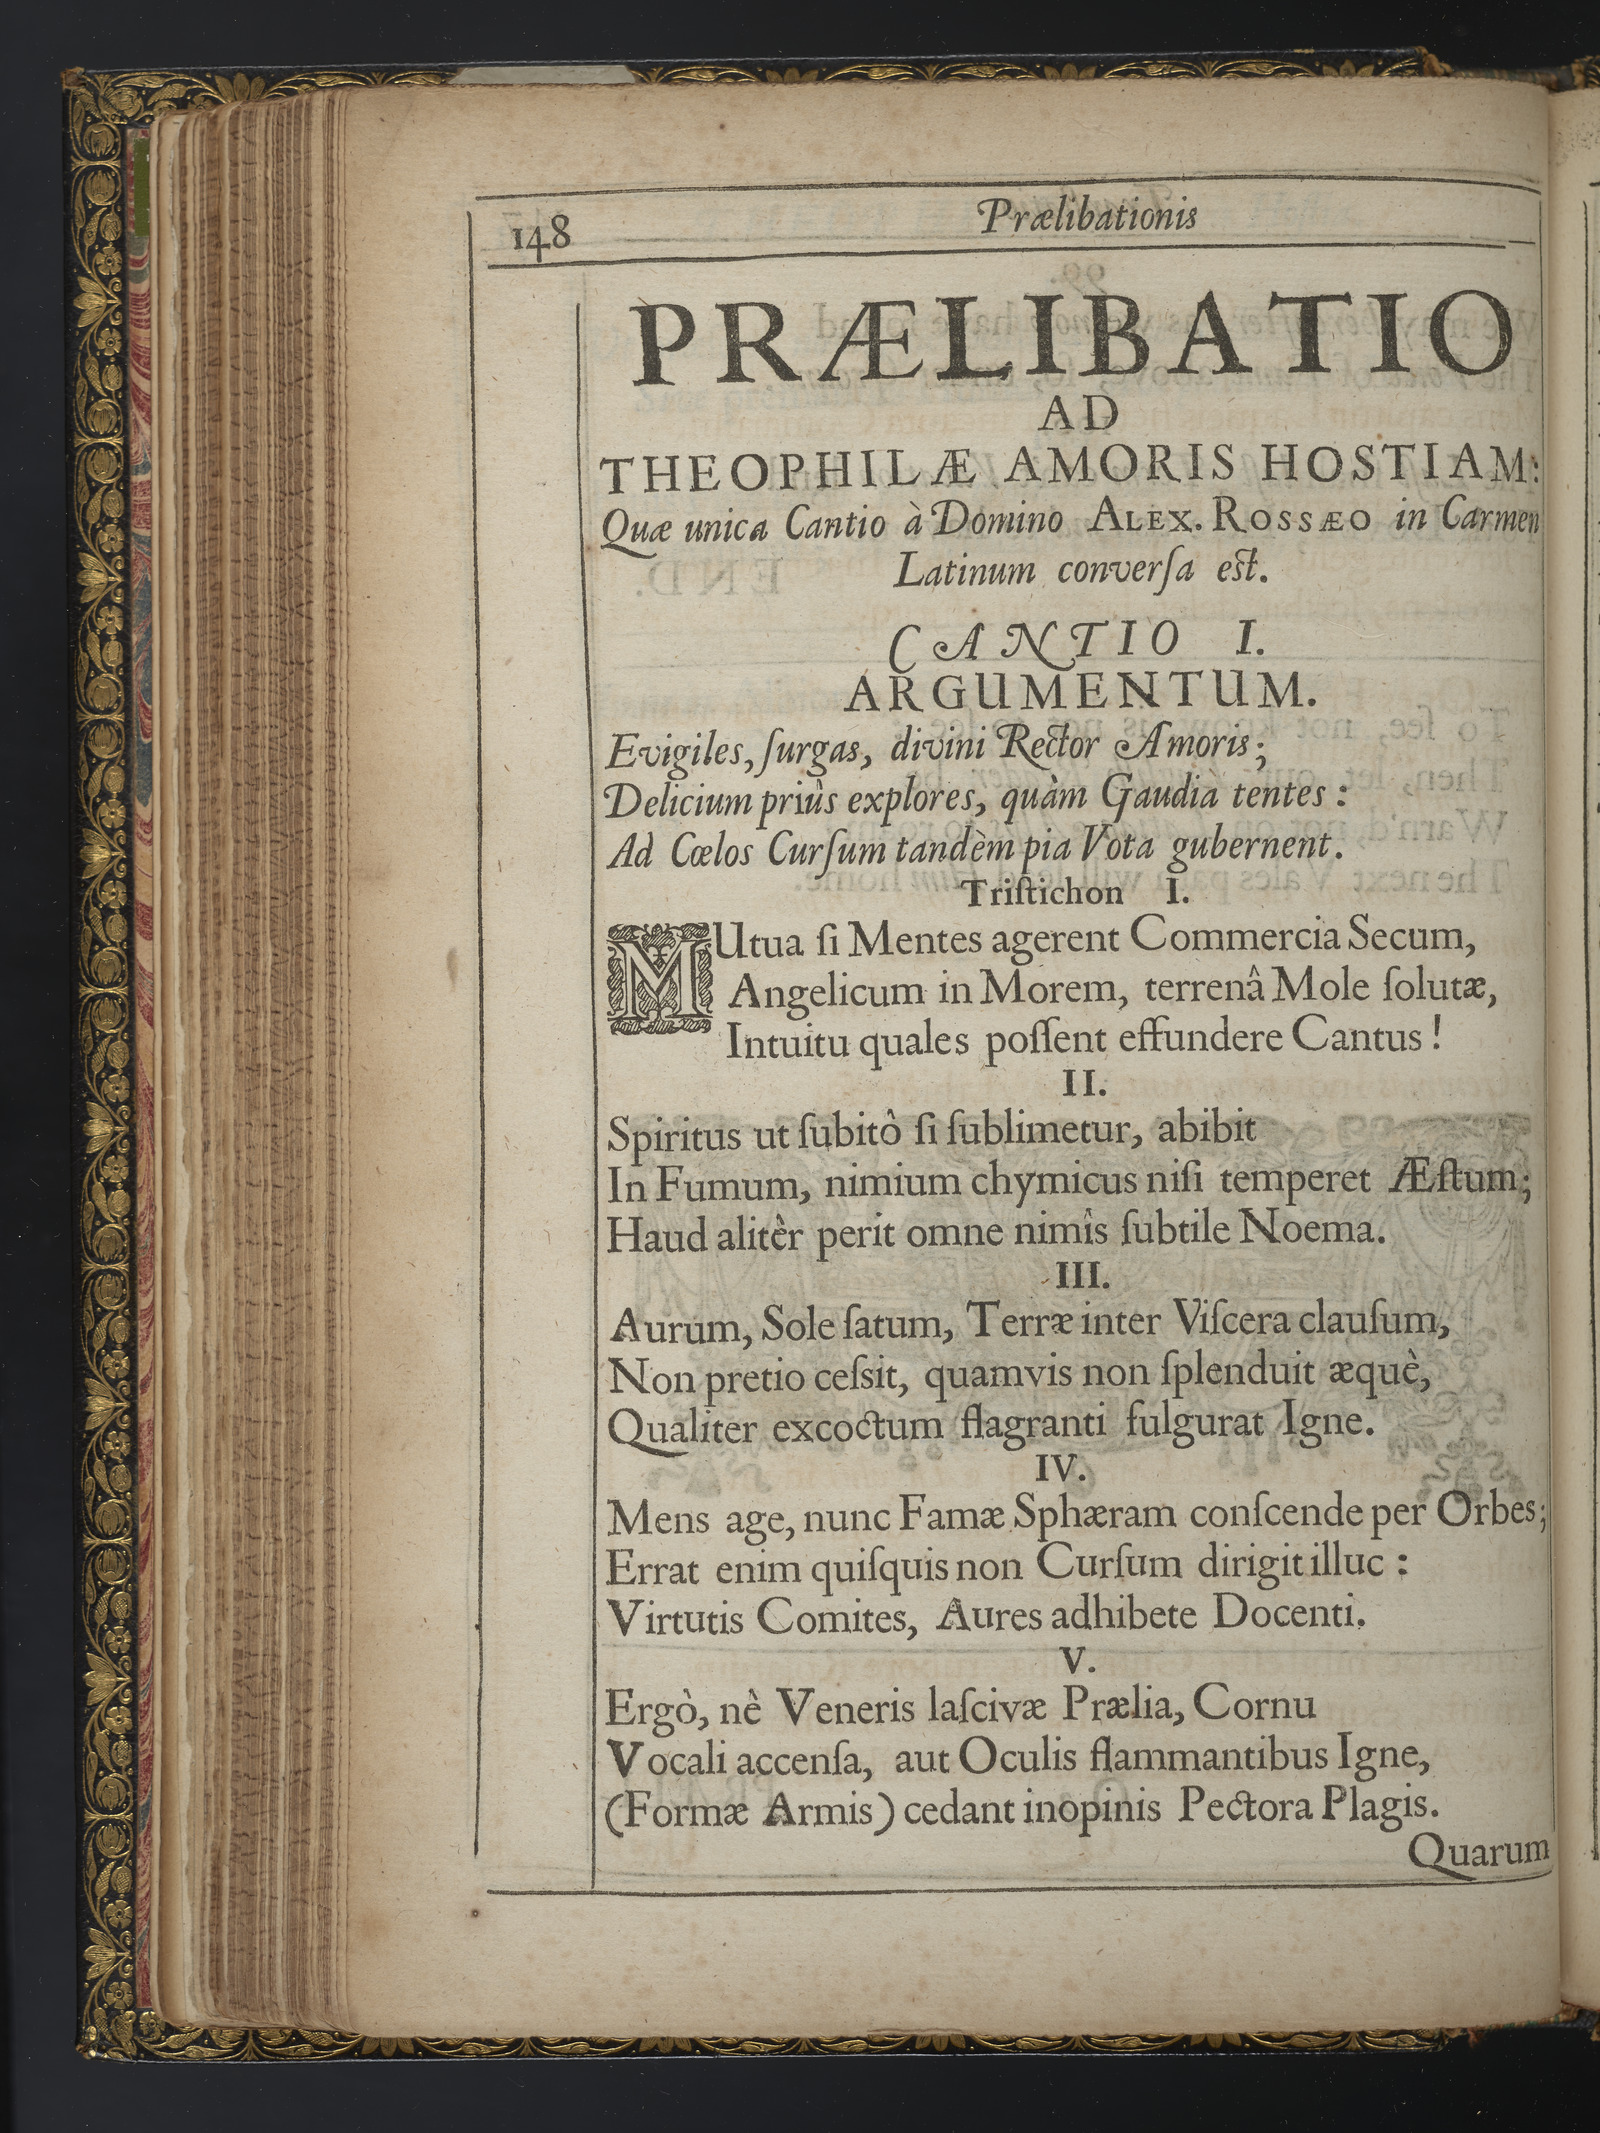 148
Prælibationis
PRÆLIBATIO
AD
THEOPHILÆ AMORIS HOSTIAM:
Quæ unica Cantio à Domino ALEX. ROSSÆO in Carmen
Latinum converſa est.
CANTIO I.
ARGUMENTUM.
Evigiles, ſurgas, divini Rector Amoris;
Delicium priùs explores, quàm Gaudia tentes:
Ad Cœlos Curſum tandèm pia Vota gubernent.
Triſtichon I.
MUtua ſi Mentes agerent Commercia Secum,
Angelicum in Morem, terrenâ Mole ſolutæ,
Intuitu quales poſſent effundere Cantus!
II.
Spiritus ut ſubitò ſi ſublimetur, abibit
In Fumum, nimium chymicus niſi temperet Æſtum;
Haud alitèr perit omne nimìs ſubtile Noema.
III.
Aurum, Sole ſatum, Terræ inter Viſcera clauſum,
Non pretio ceſsit, quamvis non ſplenduit æquè,
Qualiter excoctum flagranti fulgurat Igne.
IV.
Mens age, nunc Famæ Sphæram conſcende per Orbes;
Errat enim quiſquis non Curſum dirigit illuc:
Virtutis Comites, Aures adhibete Docenti.
V.
Ergò, nè Veneris laſcivæ Prælia, Cornu
Vocali accenſa, aut Oculis flammantibus Igne,
(Formæ Armis) cedant inopinis Pectora Plagis.
Quarum